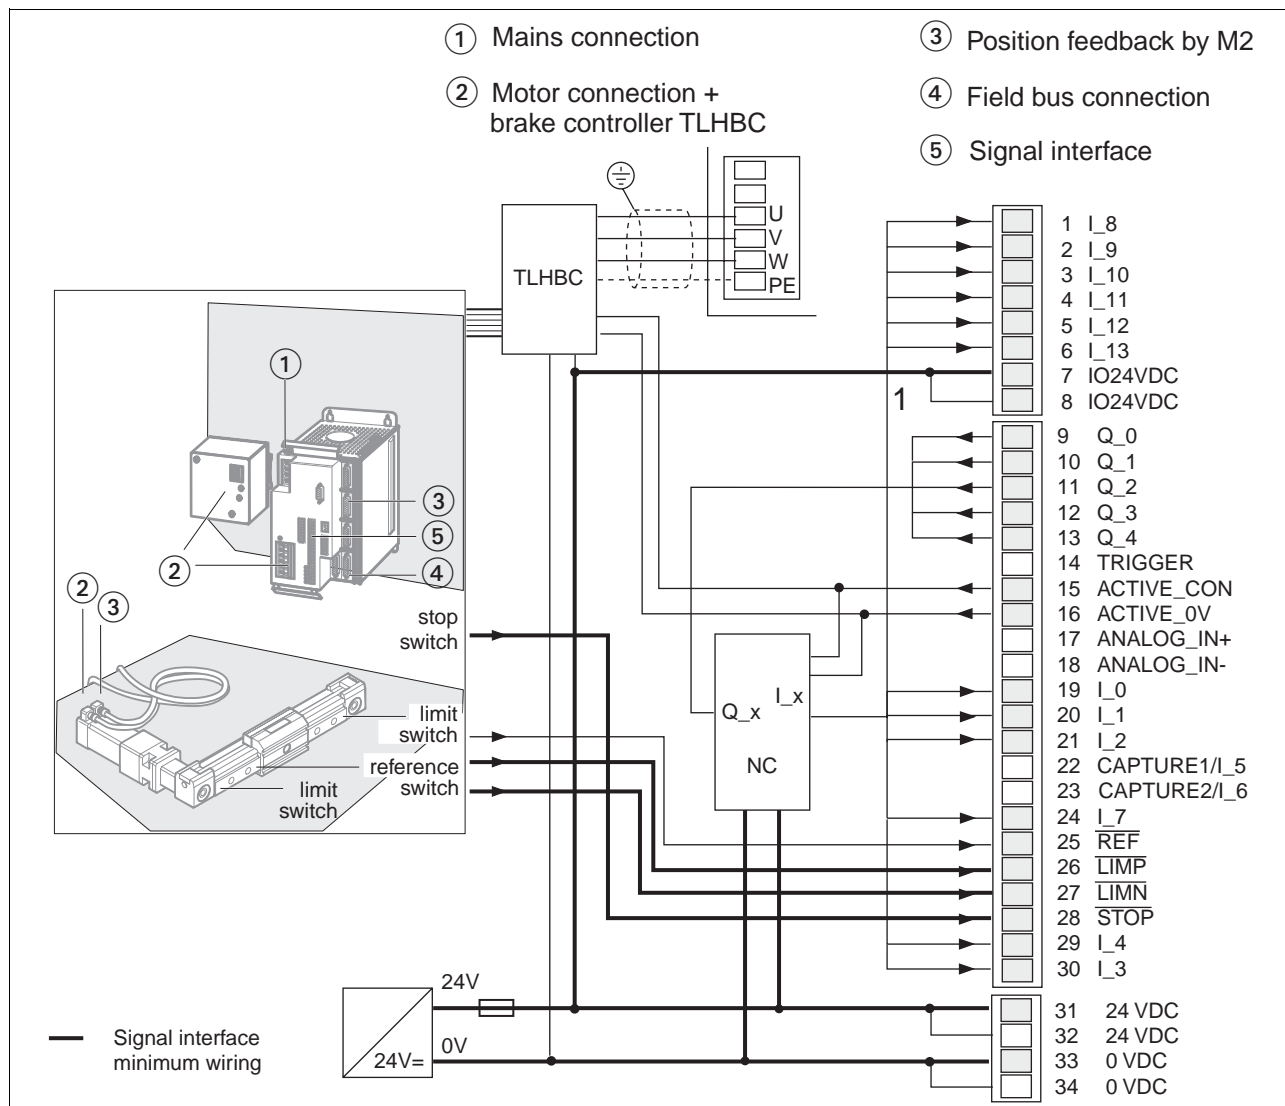 1 Mains connection
2 Motor connection +
brake controller TLHBC
3 Position feedback by M2
4 Field bus connection
5 Signal interface
TLHBC
U
V
W
PE
1
3
5
4
2
2
3
stop
switch
limit
switch
reference
switch
limit
switch
1
Q_x
I_x
NC
1 I_8
2 I_9
3 I_10
4 I_11
5 I_12
6 I_13
7 IO24VDC
8 IO24VDC
9 Q_0
10 Q_1
11 Q_2
12 Q_3
13 Q_4
14 TRIGGER
15 ACTIVE_CON
16 ACTIVE_0V
17 ANALOG_IN+
18 ANALOG_IN-
19 I_0
20 I_1
21 I_2
22 CAPTURE1/I_5
23 CAPTURE2/I_6
24 I_7
25 REF
26 LIMP
27 LIMN
28 STOP
29 I_4
30 I_3
31 24 VDC
32 24 VDC
33 0 VDC
34 0 VDC
24V
0V
24V=
Signal interface
minimum wiring